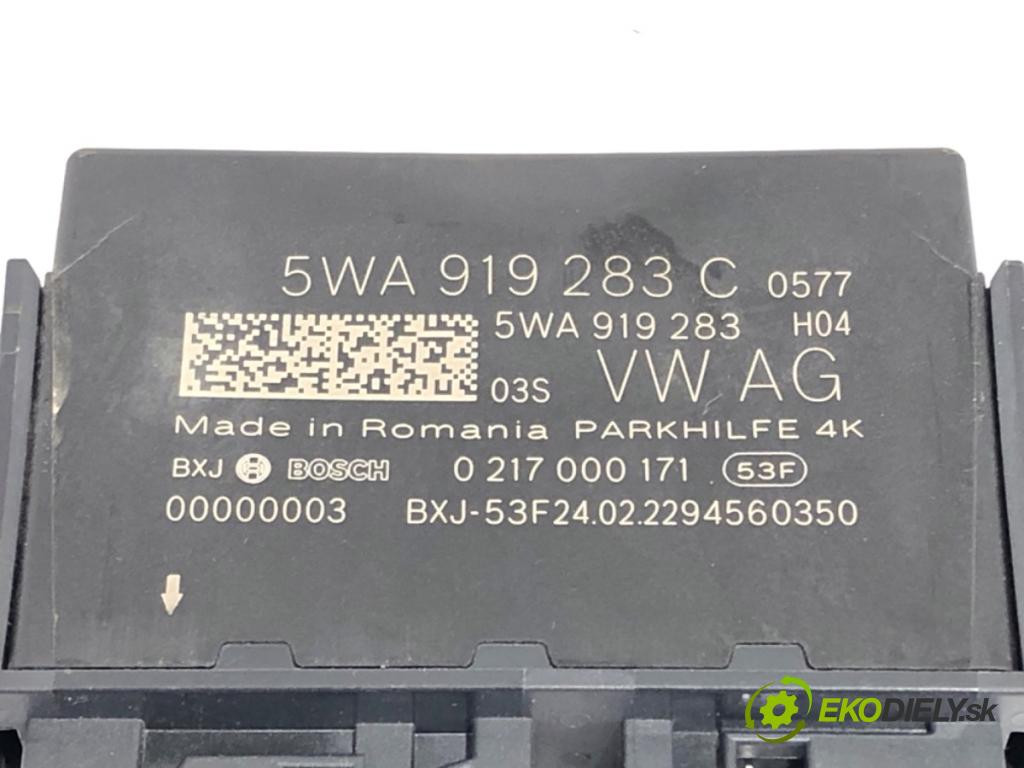 5WA 919 283 C 0577
5WA 919 283 H04
03S VW AG
Made in Romania PARKHILFE 4K
BXJ BOSCH 0 217 000 171 53F
00000003 BXJ-53F24.02.2294560350
EKODIELY.sk